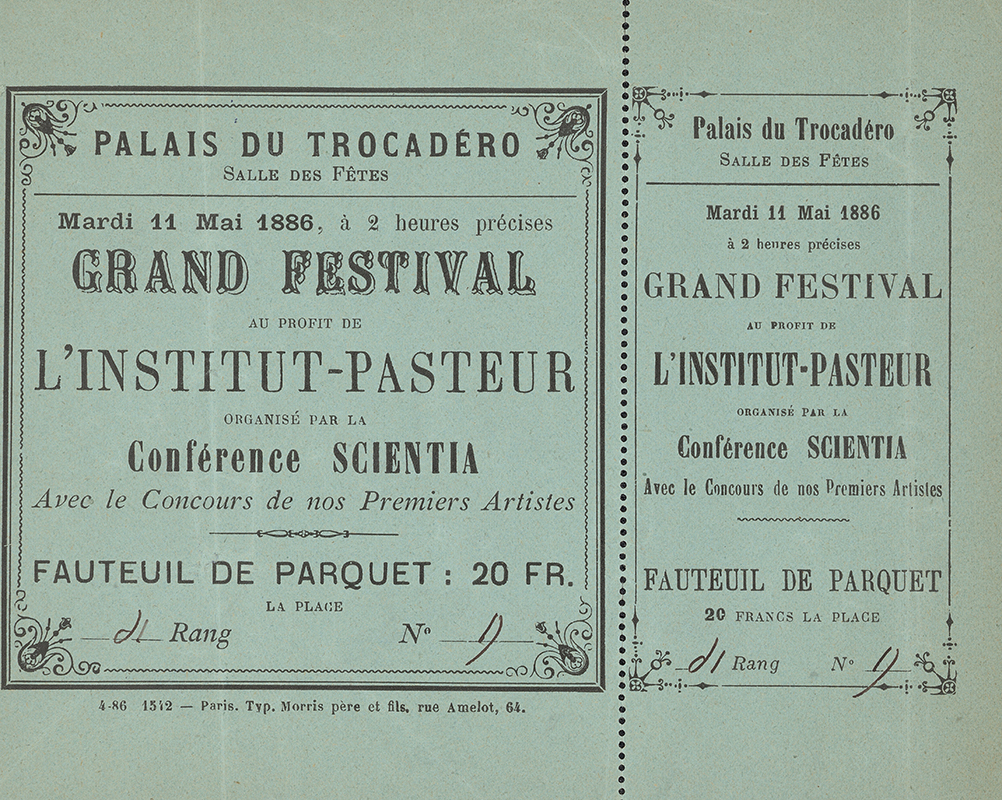 PALAIS DU TROCADÉRO
SALLE DES FÊTES
Mardi 11 Mai 1886, à 2 heures précises
GRAND FESTIVAL
AU PROFIT DE
L'INSTITUT-PASTEUR
ORGANISÉ PAR LA
Conférence SCIENTIA
Avec le Concours de nos Premiers Artistes
FAUTEUIL DE PARQUET : 20 FR.
LA PLACE
Rang Nº
4-86 1542 — Paris. Typ. Morris père et fils, rue Amelot, 64.
Palais du Trocadéro
SALLE DES FÊTES
Mardi 11 Mai 1886
à 2 heures précises
GRAND FESTIVAL
AU PROFIT DE
L'INSTITUT-PASTEUR
ORGANISÉ PAR LA
Conférence SCIENTIA
Avec le Concours de nos Premiers Artistes
FAUTEUIL DE PARQUET
20 FRANCS LA PLACE
Rang Nº